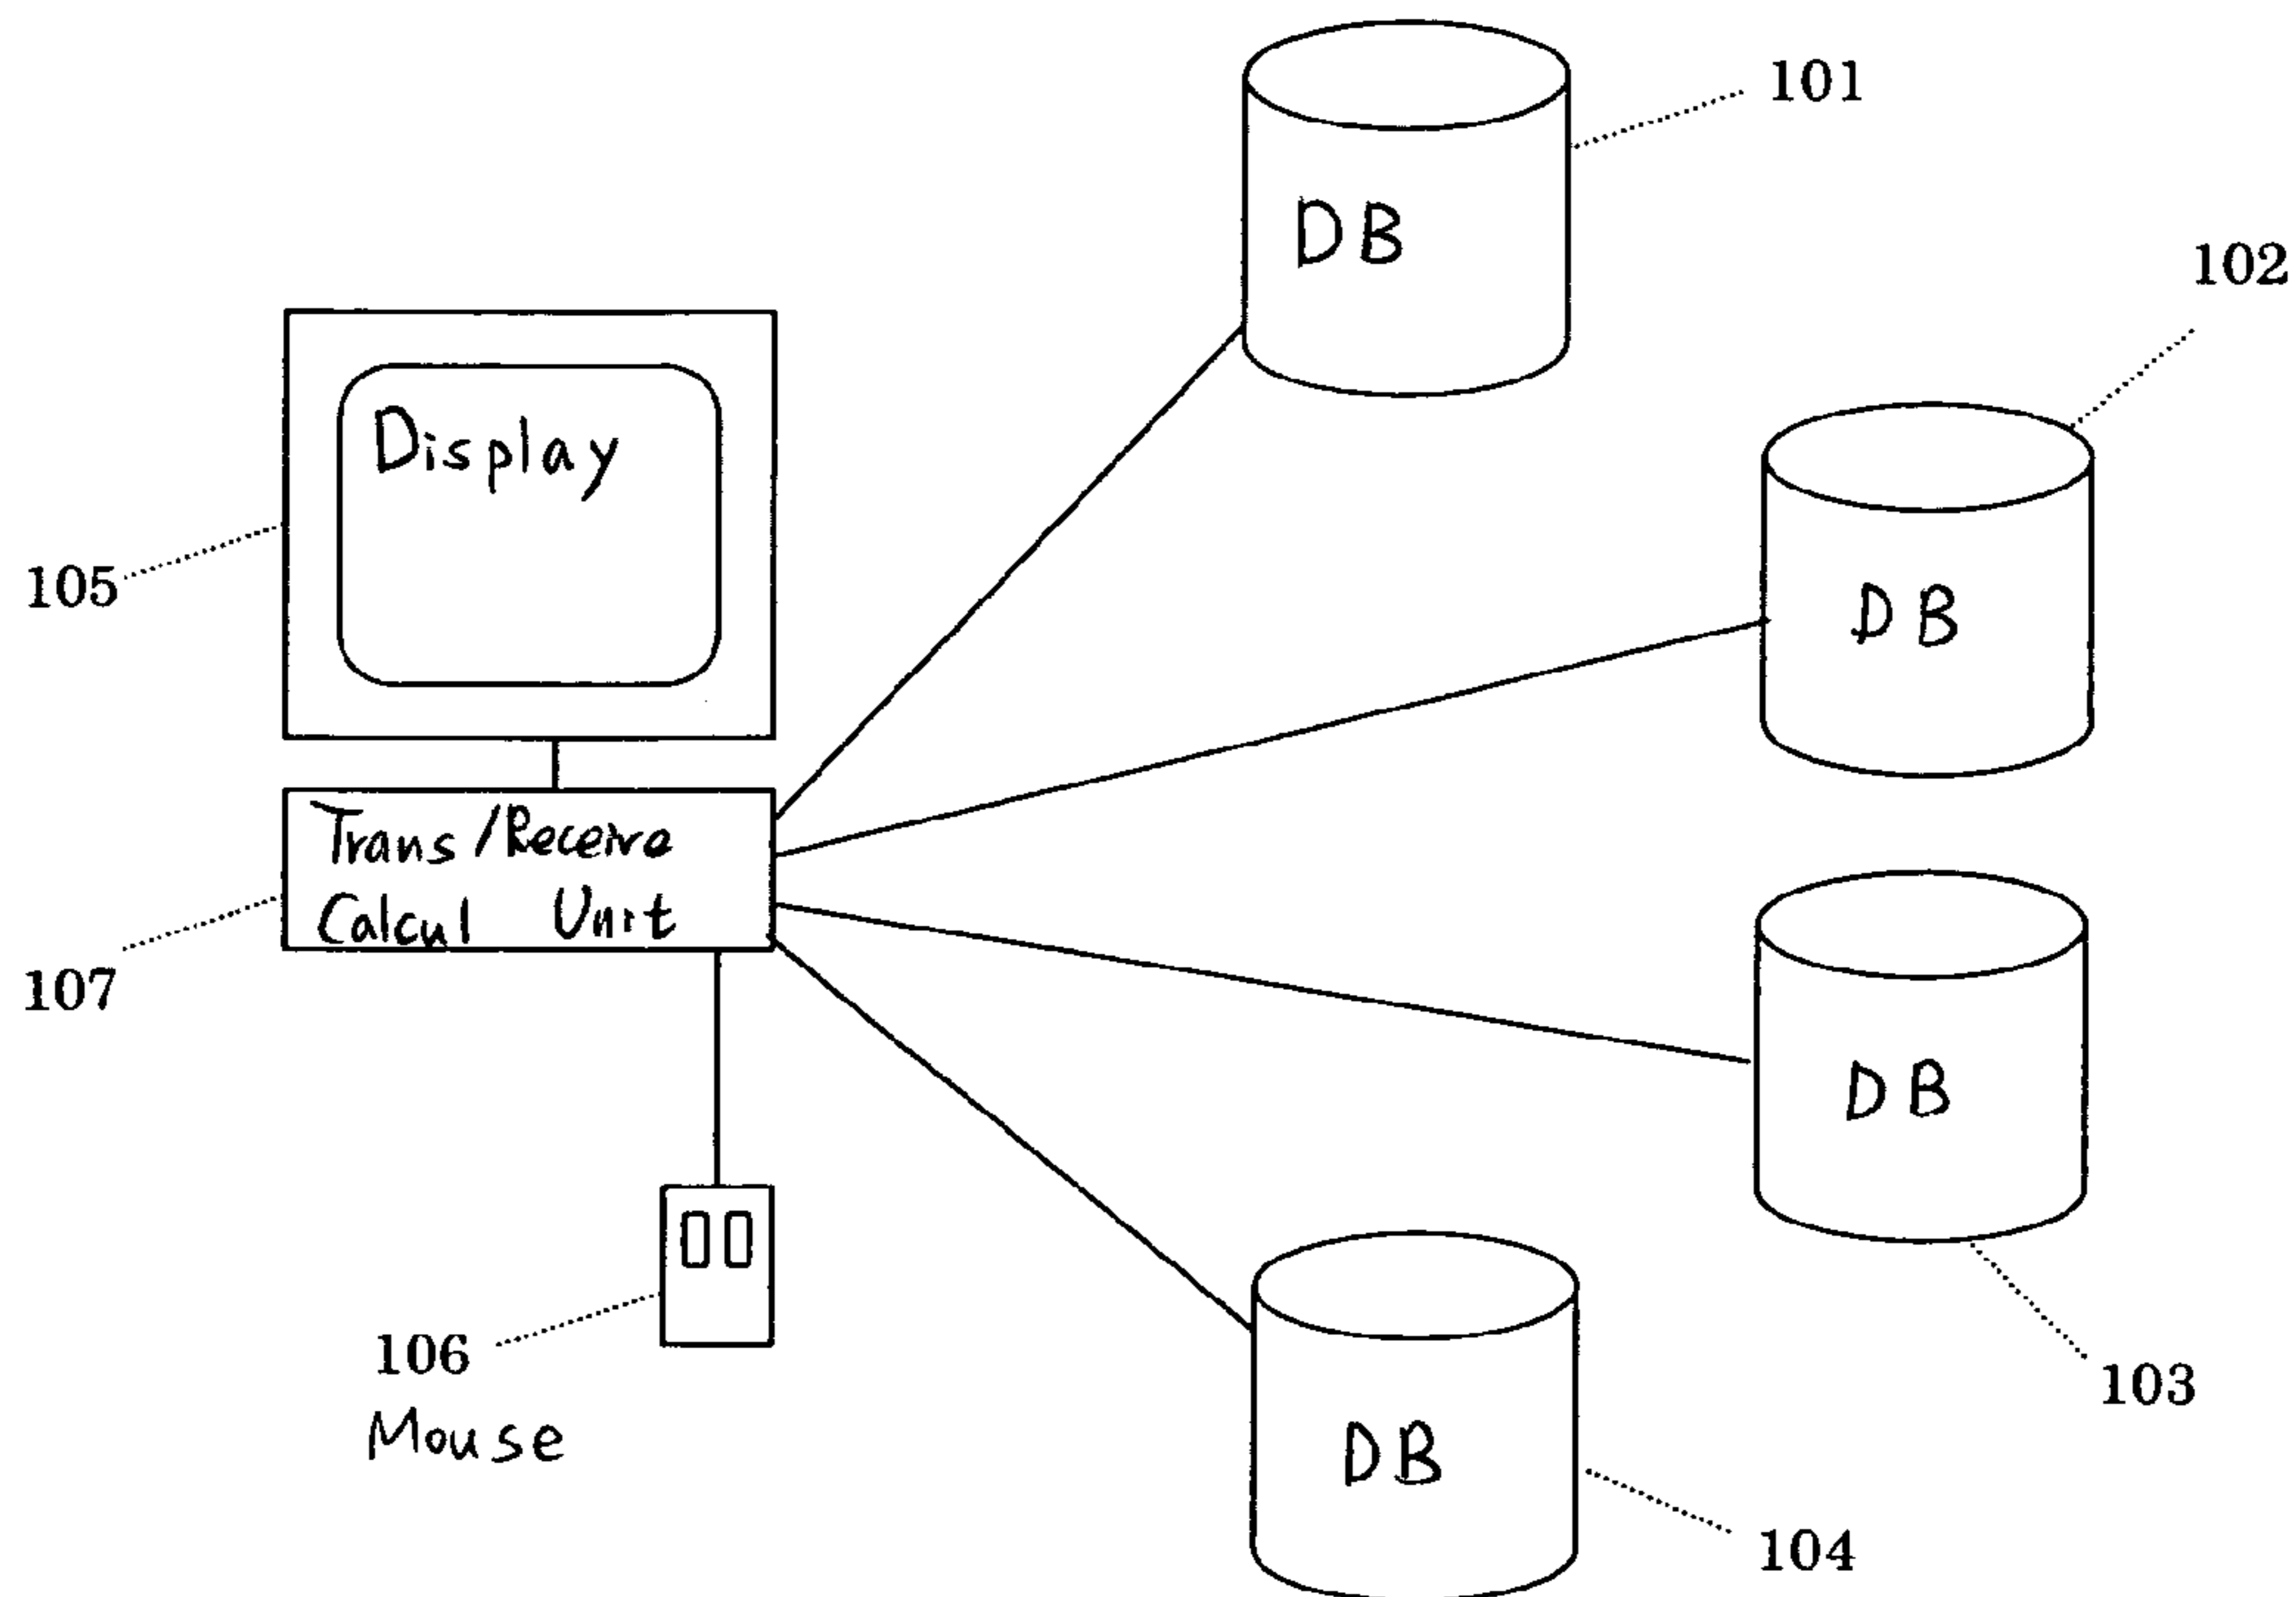 101
DB
102
Display
DB
105
Trans/Receive
Calcul Unit
107
DB
106
Mouse
103
DB
104